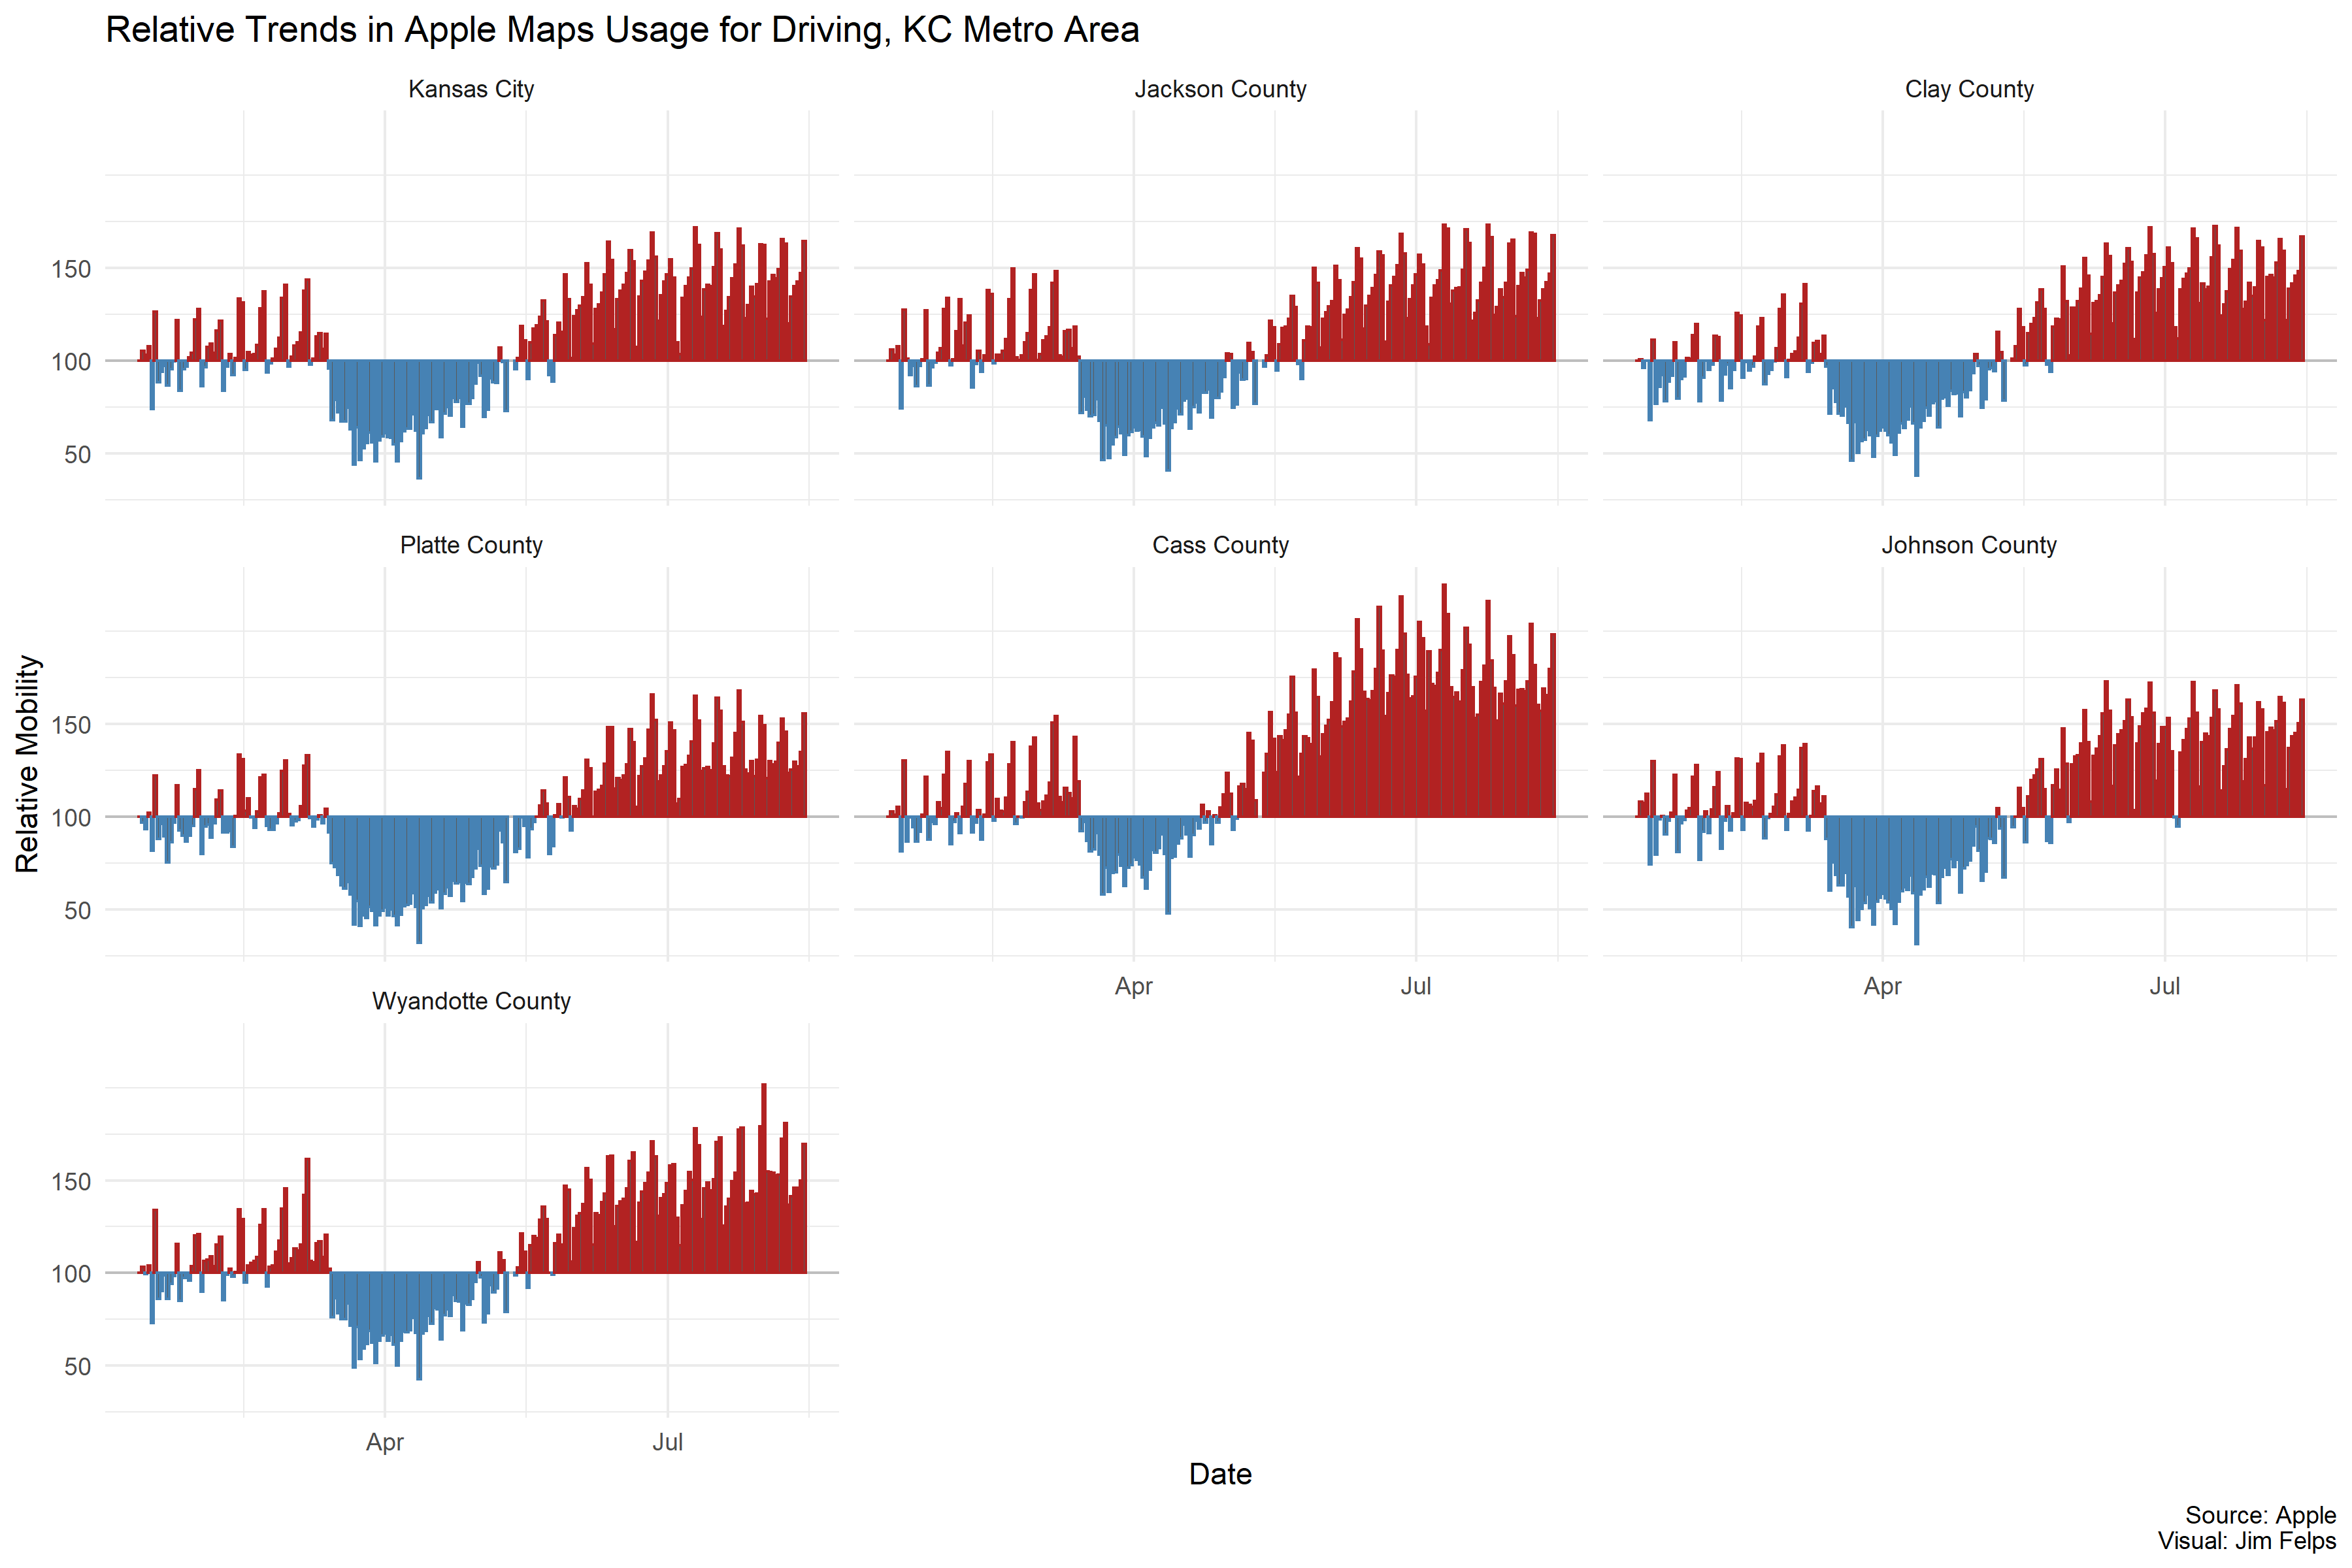 Relative Trends in Apple Maps Usage for Driving, KC Metro Area
Kansas City
Jackson County
Clay County
150
100
50
Platte County
Cass County
Johnson County
Relative Mobility
150
100
50
Apr
Jul
Apr
Jul
Wyandotte County
150
100
50
Apr
Jul
Date
Source: Apple
Visual: Jim Felps